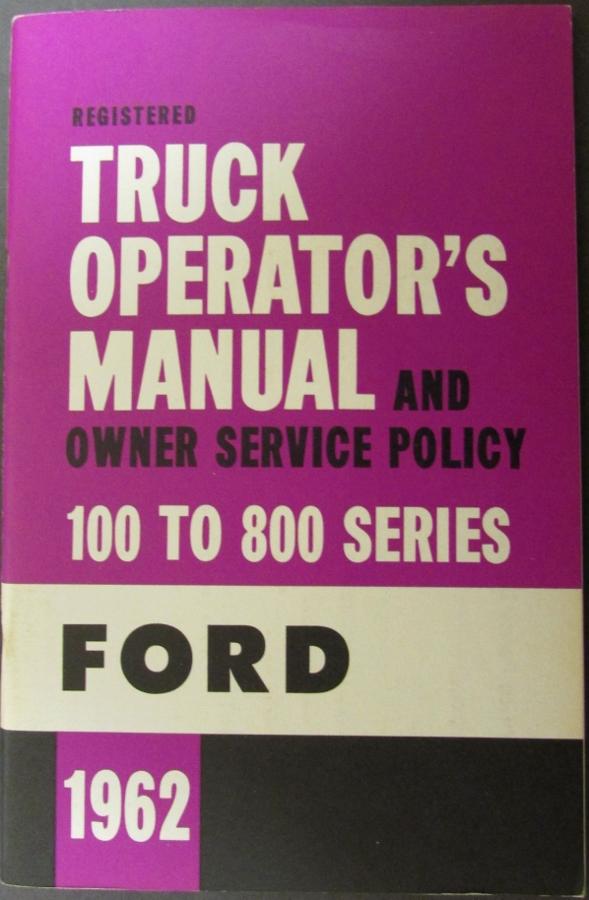 REGISTERED
TRUCK
OPERATOR'S
MANUAL AND
OWNER SERVICE POLICY
100 TO 800 SERIES
FORD
1962